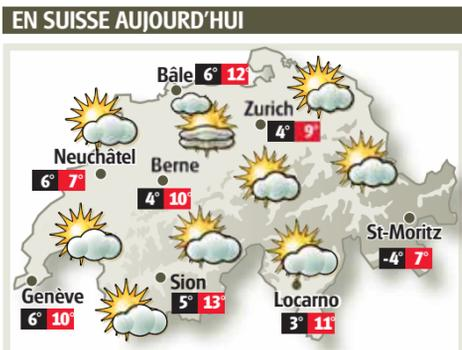 EN SUISSE AUJOURD'HUI
Bâle 6° 12°
Zurich
4° 9°
Neuchâtel
6° 7°
Berne
4° 10°
St-Moritz
-4° 7°
Sion
5° 13°
Genève
6° 10°
Locarno
3° 11°